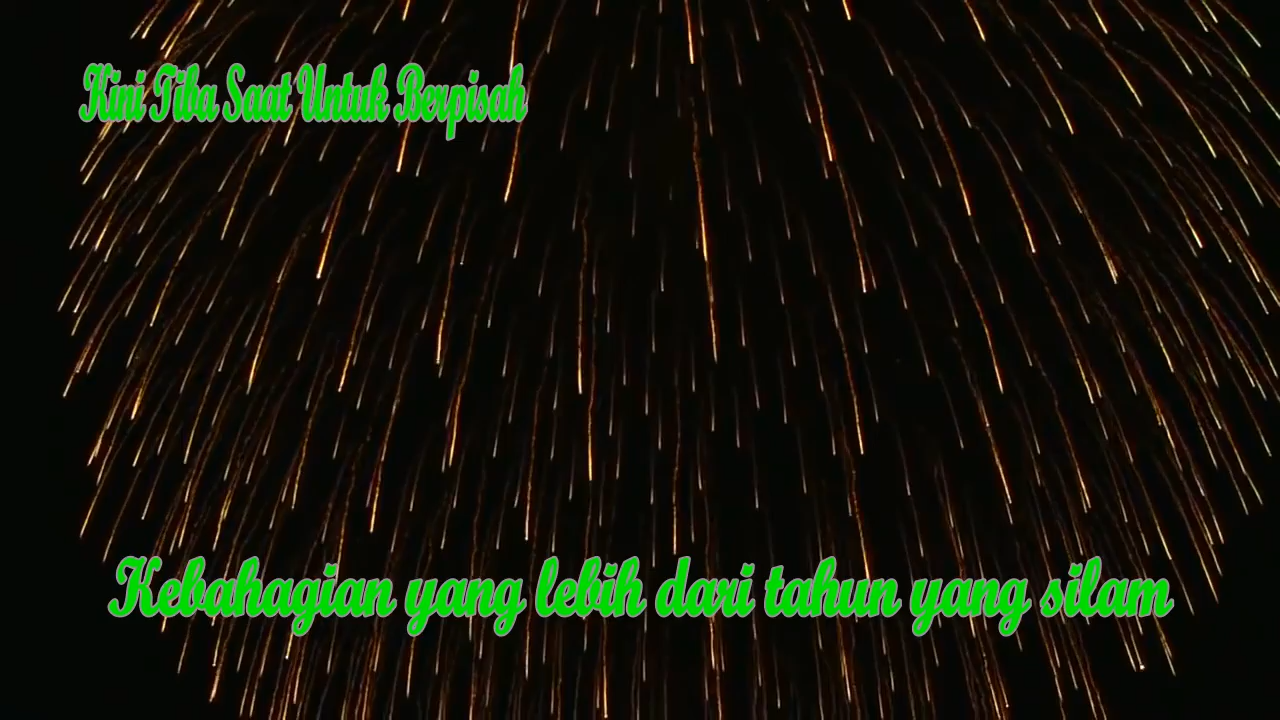 Kini Tiba Saat Untuk Berpisah
Kebahagian yang lebih dari tahun yang silam